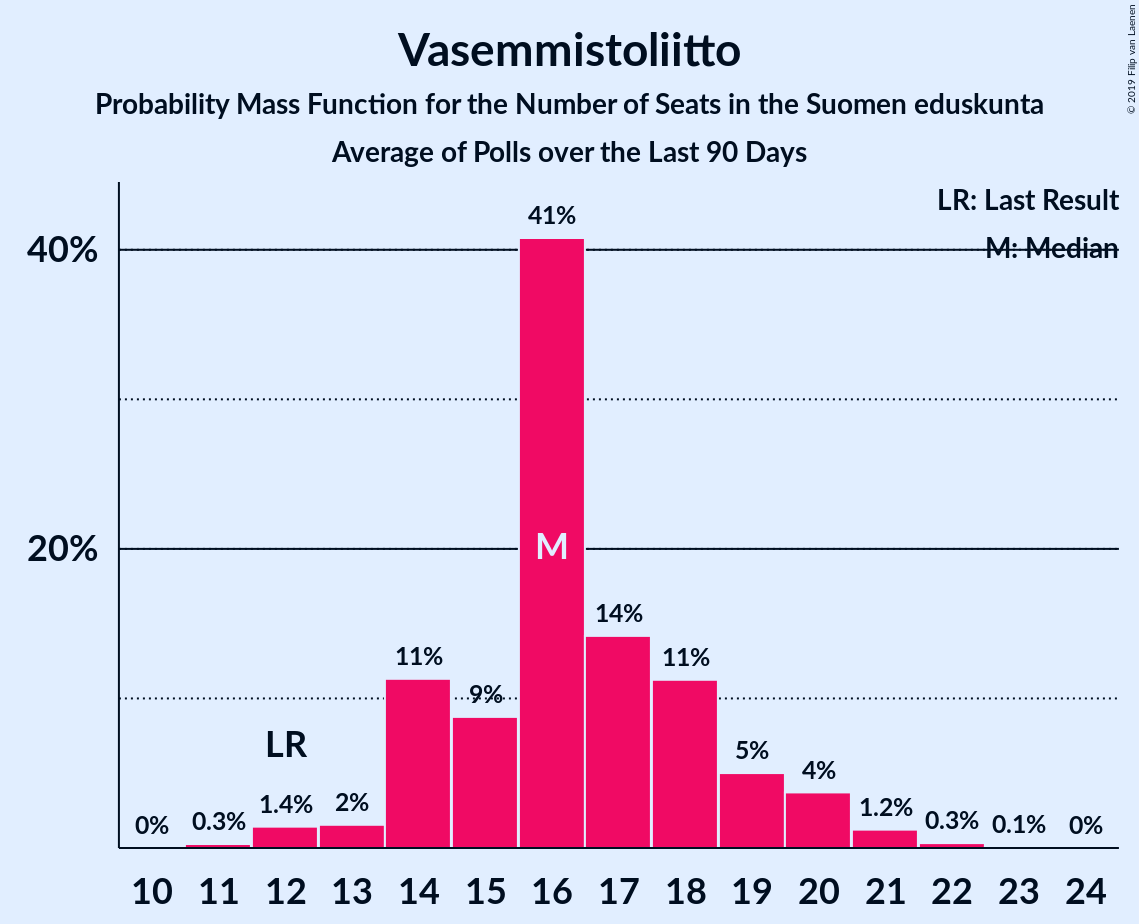 Vasemmistoliitto
Probability Mass Function for the Number of Seats in the Suomen eduskunta
Average of Polls over the Last 90 Days
© 2019 Filip van Laenen
LR: Last Result
M: Median
40%
20%
0%
0.3%
1.4%
2%
11%
9%
41%
14%
11%
5%
4%
1.2%
0.3%
0.1%
0%
LR
M
10 11 12 13 14 15 16 17 18 19 20 21 22 23 24